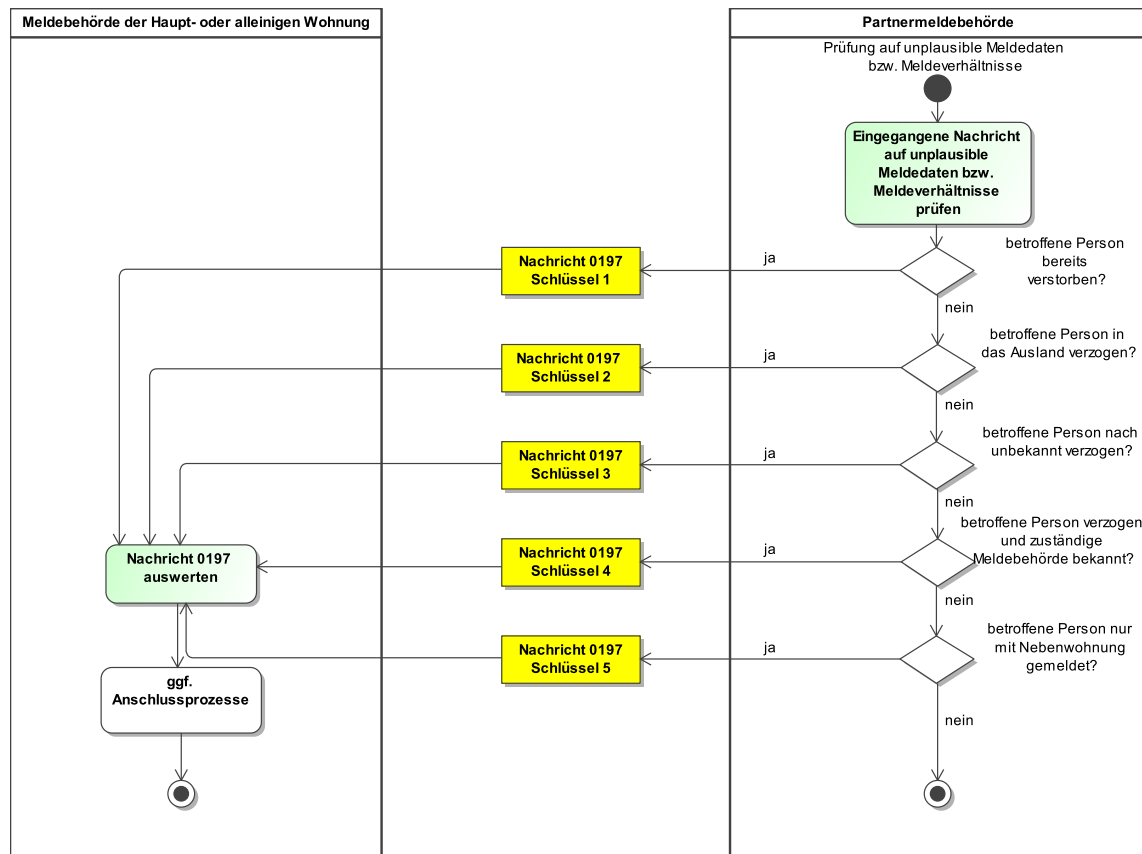 Meldebehörde der Haupt- oder alleinigen Wohnung
Partnermeldebehörde
Prüfung auf unplausible Meldedaten
bzw. Meldeverhältnisse
Eingegangene Nachricht
auf unplausible
Meldedaten bzw.
Meldeverhältnisse
prüfen
betroffene Person
bereits
verstorben?
ja
Nachricht 0197
Schlüssel 1
nein
betroffene Person in
das Ausland verzogen?
ja
Nachricht 0197
Schlüssel 2
nein
betroffene Person nach
unbekannt verzogen?
ja
Nachricht 0197
Schlüssel 3
nein
betroffene Person verzogen
und zuständige
Meldebehörde bekannt?
ja
Nachricht 0197
Schlüssel 4
Nachricht 0197
auswerten
nein
betroffene Person nur
mit Nebenwohnung
gemeldet?
ja
Nachricht 0197
Schlüssel 5
ggf.
Anschlussprozesse
nein